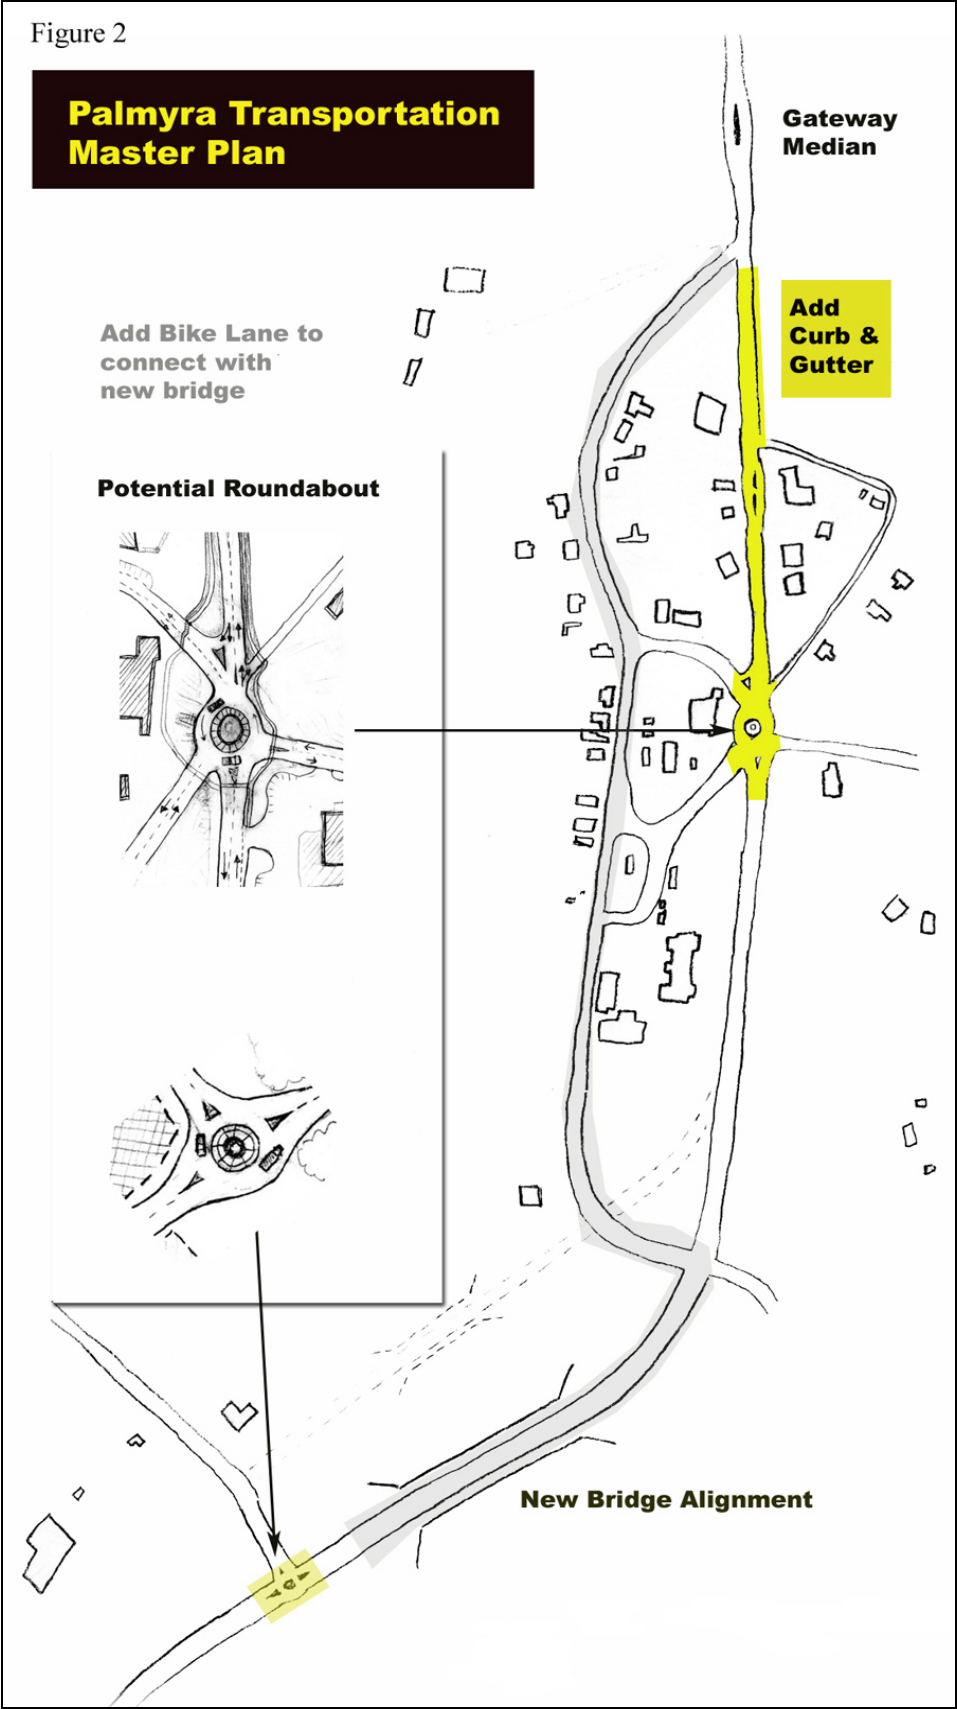 Figure 2
Palmyra Transportation
Master Plan
Gateway
Median
Add
Curb &
Gutter
Add Bike Lane to
connect with
new bridge
Potential Roundabout
New Bridge Alignment